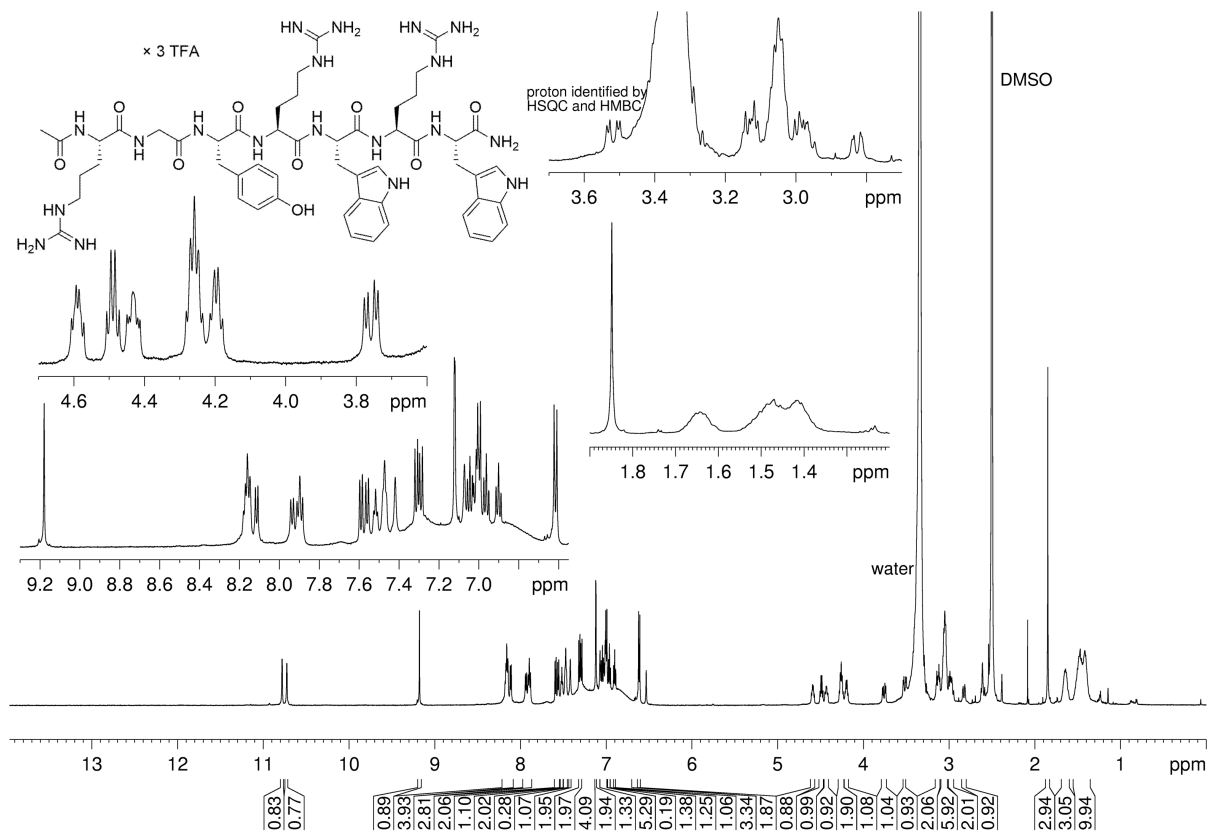 × 3 TFA
HN NH2
NH
HN NH2
NH
H
N
O
O
N
H
H
N
O
O
N
H
H
N
O
O
N
H
H
N
O
O
NH2
OH
NH
NH
HN
H2N NH
proton identified by
HSQC and HMBC
3.6 3.4 3.2 3.0 ppm
DMSO
4.6 4.4 4.2 4.0 3.8 ppm
1.8 1.7 1.6 1.5 1.4 ppm
9.2 9.0 8.8 8.6 8.4 8.2 8.0 7.8 7.6 7.4 7.2 7.0 ppm
water
13 12 11 10 9 8 7 6 5 4 3 2 1 ppm
0.83 0.77 0.89 3.93 2.81 2.06 1.10 2.02 0.28 1.07 1.95 1.97 4.09 1.94 1.33 5.29 0.19 1.38 1.25 1.06 3.34 1.87 0.88 0.99 0.92 1.90 1.08 1.04 0.93 2.06 5.92 2.01 0.92 2.94 3.05 9.94